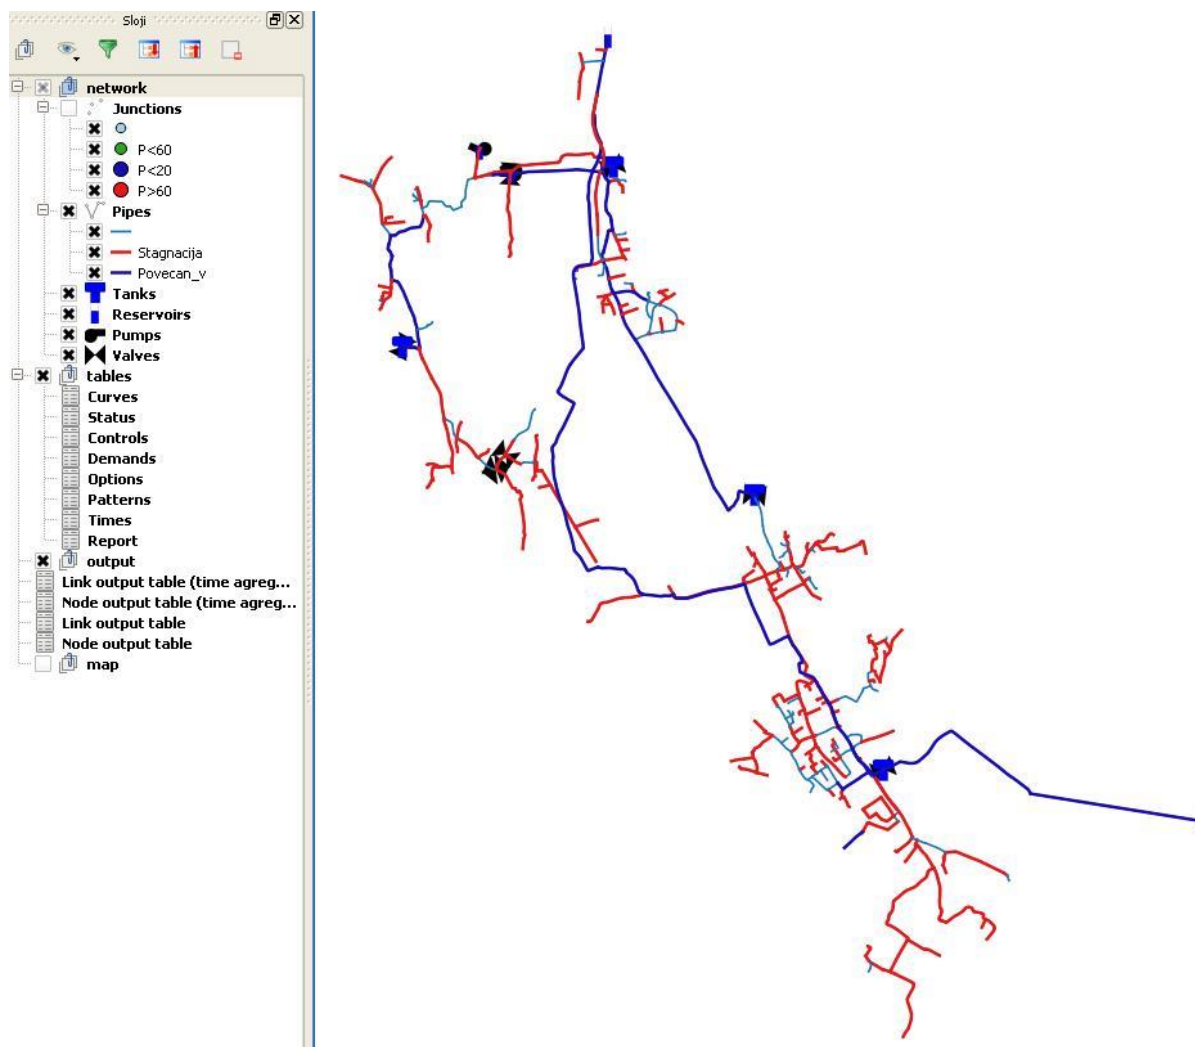 Sloji
network
Junctions
P<60
P<20
P>60
Pipes
Stagnacija
Povecan_v
Tanks
Reservoirs
Pumps
Valves
tables
Curves
Status
Controls
Demands
Options
Patterns
Times
Report
output
Link output table (time agreg...
Node output table (time agreg...
Link output table
Node output table
map